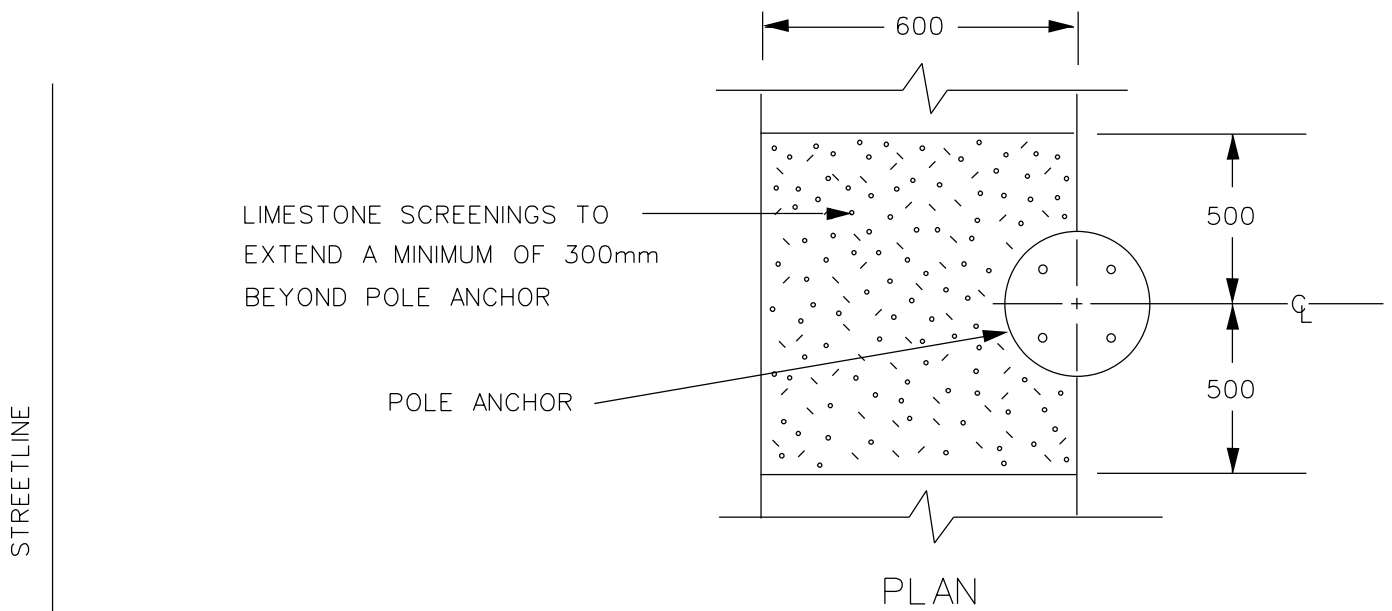 600
LIMESTONE SCREENINGS TO
EXTEND A MINIMUM OF 300mm
BEYOND POLE ANCHOR
500
CL
500
POLE ANCHOR
STREETLINE
PLAN